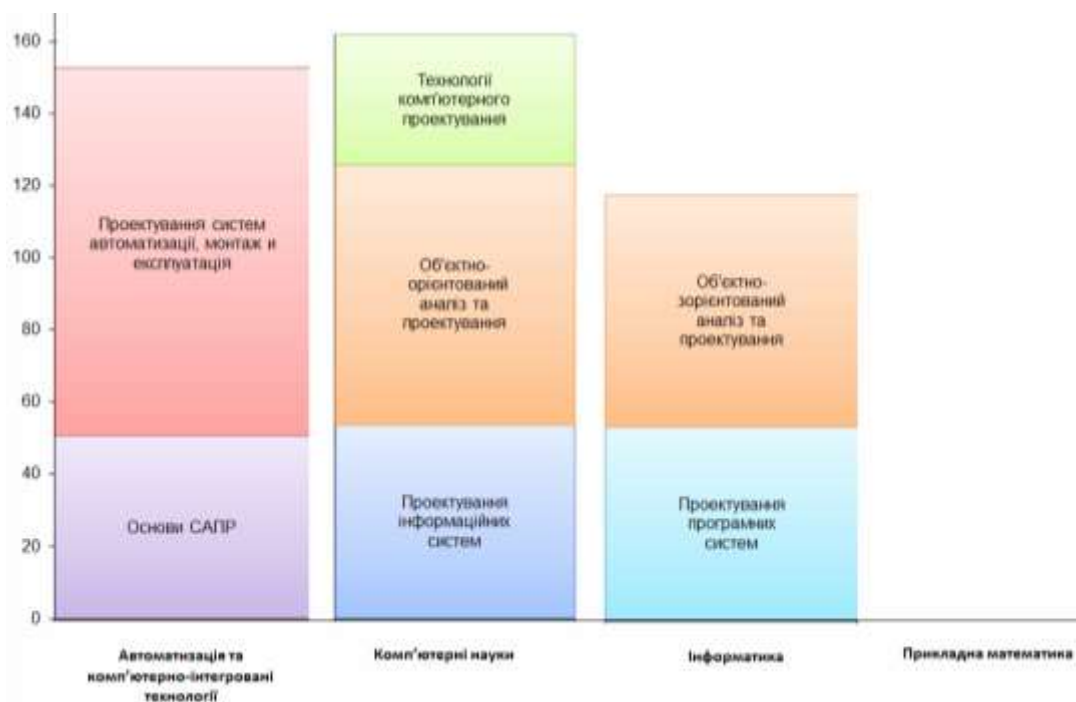 160
140
120
100
80
60
40
20
0
Проектування систем
автоматизації, монтаж и
експлуатація
Основи САПР
Технології
комп'ютерного
проектування
Об'єктно-
орієнтований
аналіз та
проектування
Проектування
інформаційних
систем
Об'єктно-
зорієнтований
аналіз та
проектування
Проектування
програмних
систем
Автоматизація та
комп'ютерно-інтегровані
технології
Комп'ютерні науки
Інформатика
Прикладна математика